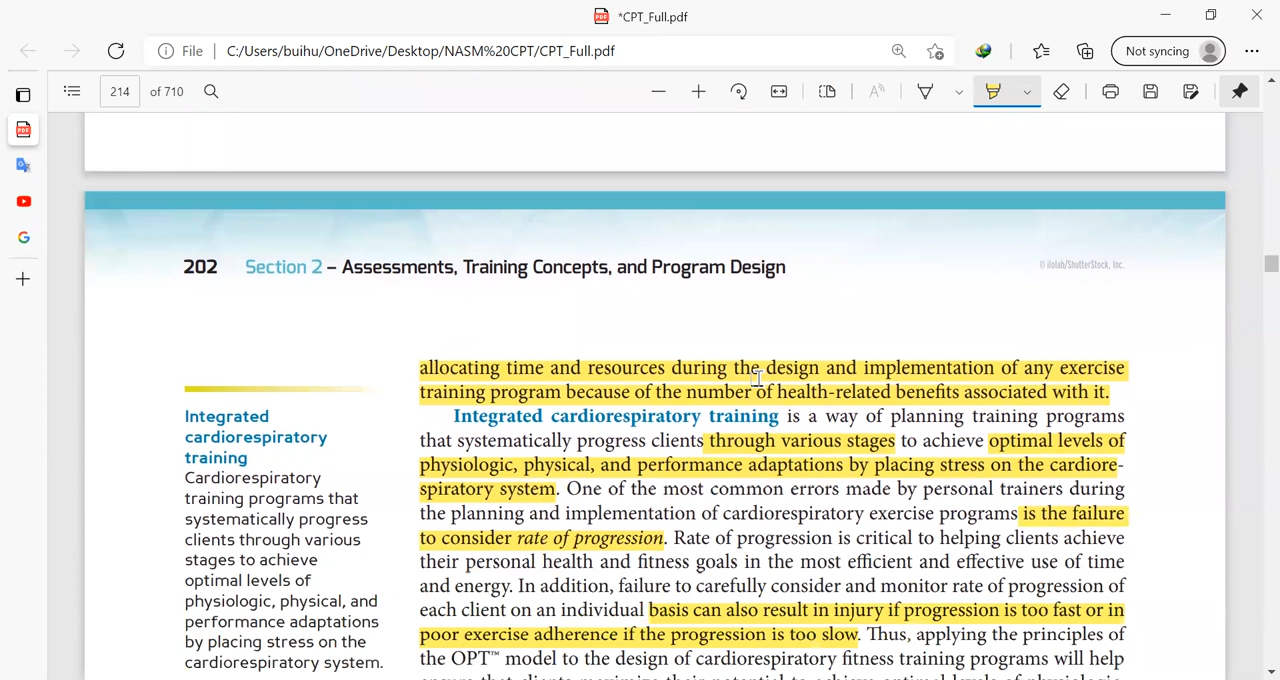 *CPT_Full.pdf
File C:/Users/buihu/OneDrive/Desktop/NASM%20CPT/CPT_Full.pdf Not syncing
214 of 710
202 Section 2 – Assessments, Training Concepts, and Program Design
© ilolab/ShutterStock, Inc.
allocating time and resources during the design and implementation of any exercise
training program because of the number of health-related benefits associated with it.
Integrated cardiorespiratory training is a way of planning training programs
that systematically progress clients through various stages to achieve optimal levels of
physiologic, physical, and performance adaptations by placing stress on the cardiore-
spiratory system. One of the most common errors made by personal trainers during
the planning and implementation of cardiorespiratory exercise programs is the failure
to consider rate of progression. Rate of progression is critical to helping clients achieve
their personal health and fitness goals in the most efficient and effective use of time
and energy. In addition, failure to carefully consider and monitor rate of progression of
each client on an individual basis can also result in injury if progression is too fast or in
poor exercise adherence if the progression is too slow. Thus, applying the principles of
the OPT™ model to the design of cardiorespiratory fitness training programs will help
Integrated
cardiorespiratory
training
Cardiorespiratory
training programs that
systematically progress
clients through various
stages to achieve
optimal levels of
physiologic, physical, and
performance adaptations
by placing stress on the
cardiorespiratory system.